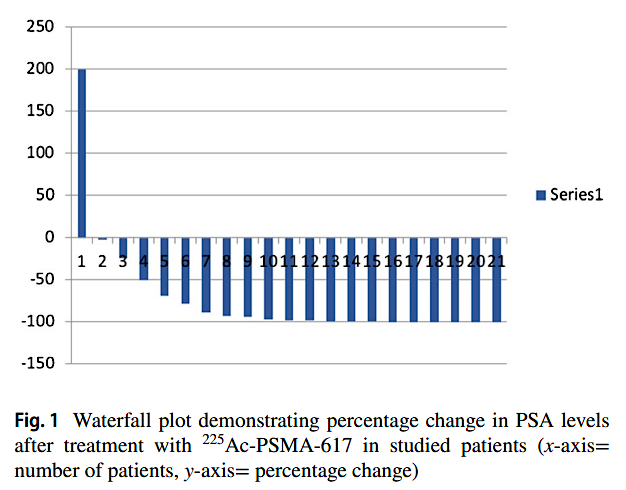 250
200
150
100
50
0
-50
-100
-150
1 2 3 4 5 6 7 8 9 10 11 12 13 14 15 16 17 18 19 20 21
Series1
Fig. 1 Waterfall plot demonstrating percentage change in PSA levels
after treatment with ²²⁵Ac-PSMA-617 in studied patients (x-axis=
number of patients, y-axis= percentage change)